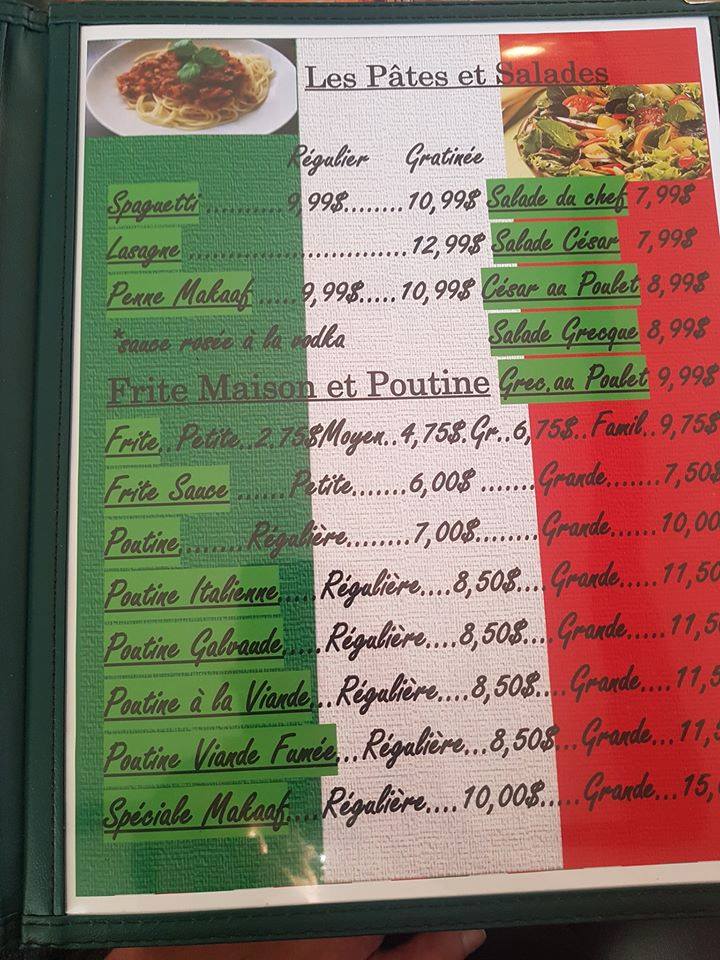 Les Pâtes et Salades
Régulier Gratinée
Spaguetti ..........9,99$........10,99$ Salade du chef 7,99$
Lasagne .............................12,99$ Salade César 7,99$
Penne Makaaf .....9,99$.....10,99$ César au Poulet 8,99$
*sauce rosée à la vodka Salade Grecque 8,99$
Frite Maison et Poutine Grec.au Poulet 9,99$
Frite..Petite..2.75$Moyen..4,75$.Gr..6,75$..Famil..9,75$
Frite Sauce ......Petite.......6,00$.......Grande.......7,50$
Poutine........Régulière........7,00$........Grande......10,00
Poutine Italienne.....Régulière....8,50$....Grande.....11,50
Poutine Galvaude.....Régulière....8,50$....Grande.....11,5
Poutine à la Viande...Régulière....8,50$....Grande....11,5
Poutine Viande Fumée...Régulière...8,50$...Grande...11,5
Spéciale Makaaf....Régulière....10,00$.....Grande...15,